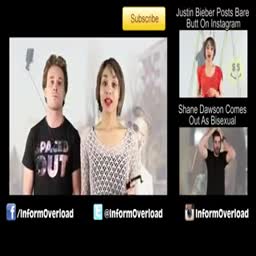 Subscribe
Justin Bieber Posts Bare
Butt On Instagram
$$
Shane Dawson Comes
Out As Bisexual
SPACED
OUT
f /InformOverload
@InformOverload
/InformOverload